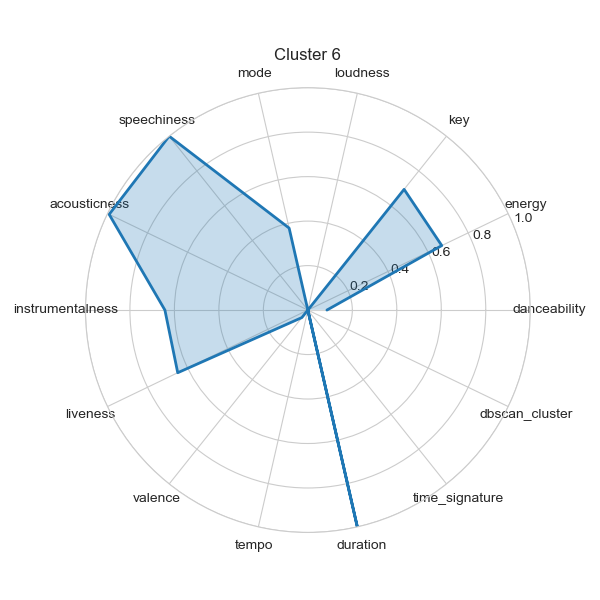 Cluster 6
mode
loudness
speechiness
key
acousticness
energy
1.0
0.8
0.6
0.4
0.2
instrumentalness
danceability
liveness
dbscan_cluster
valence
time_signature
tempo
duration